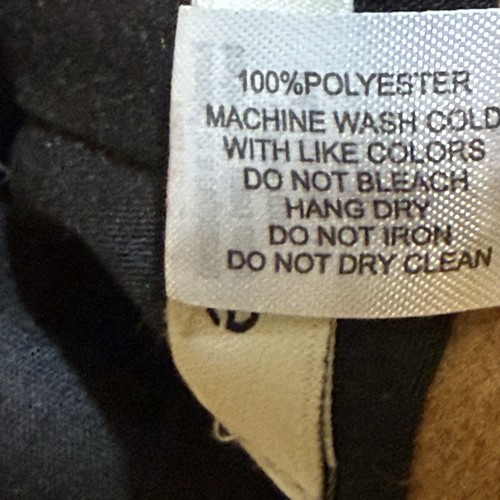 100%POLYESTER
MACHINE WASH COLD
WITH LIKE COLORS
DO NOT BLEACH
HANG DRY
DO NOT IRON
DO NOT DRY CLEAN